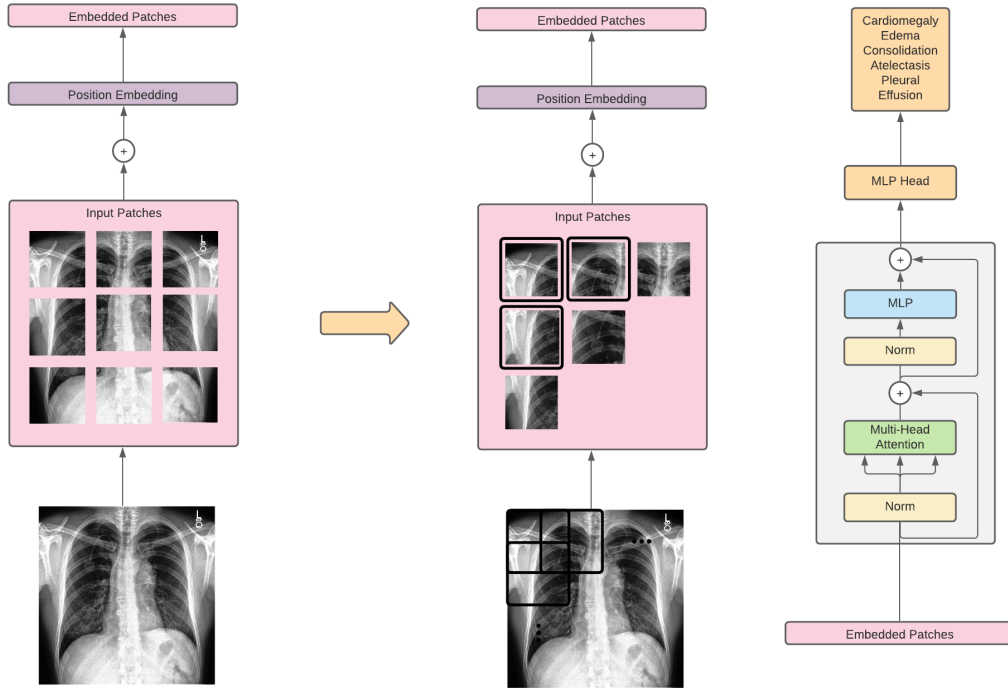 Embedded Patches
Position Embedding
+
Input Patches
Embedded Patches
Position Embedding
+
Input Patches
Cardiomegaly
Edema
Consolidation
Atelectasis
Pleural
Effusion
MLP Head
+
MLP
Norm
+
Multi-Head
Attention
Norm
Embedded Patches